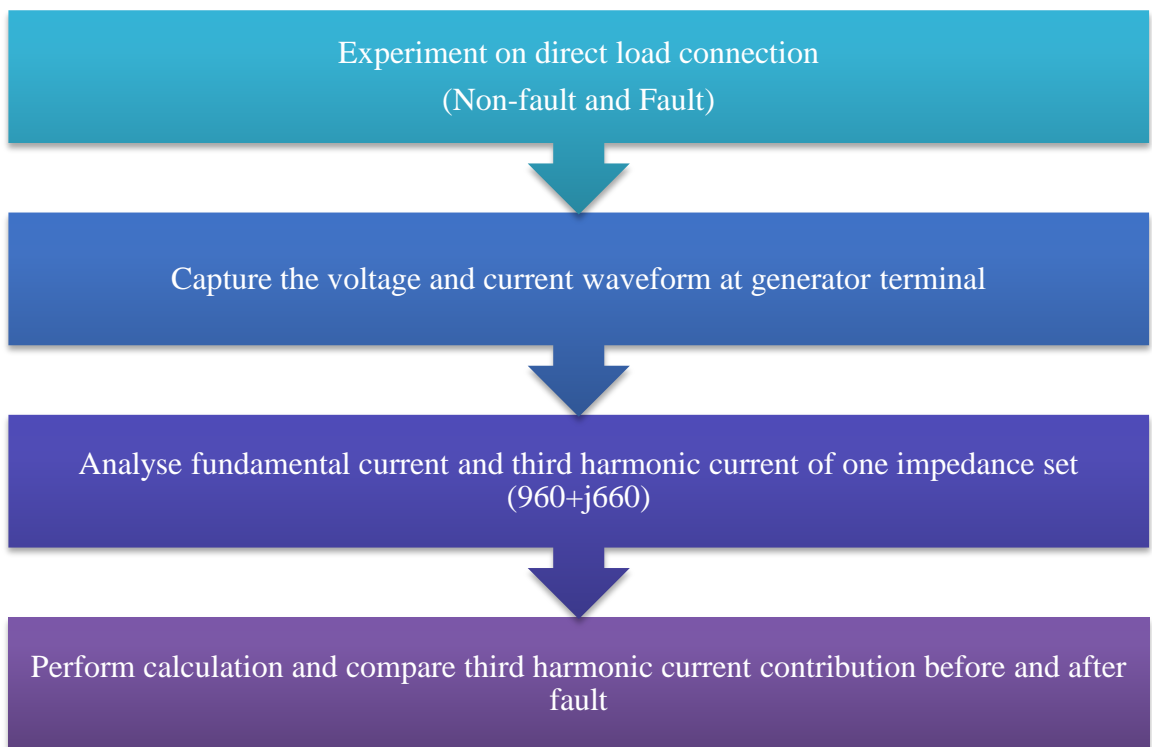 Experiment on direct load connection
(Non-fault and Fault)
Capture the voltage and current waveform at generator terminal
Analyse fundamental current and third harmonic current of one impedance set
(960+j660)
Perform calculation and compare third harmonic current contribution before and after
fault